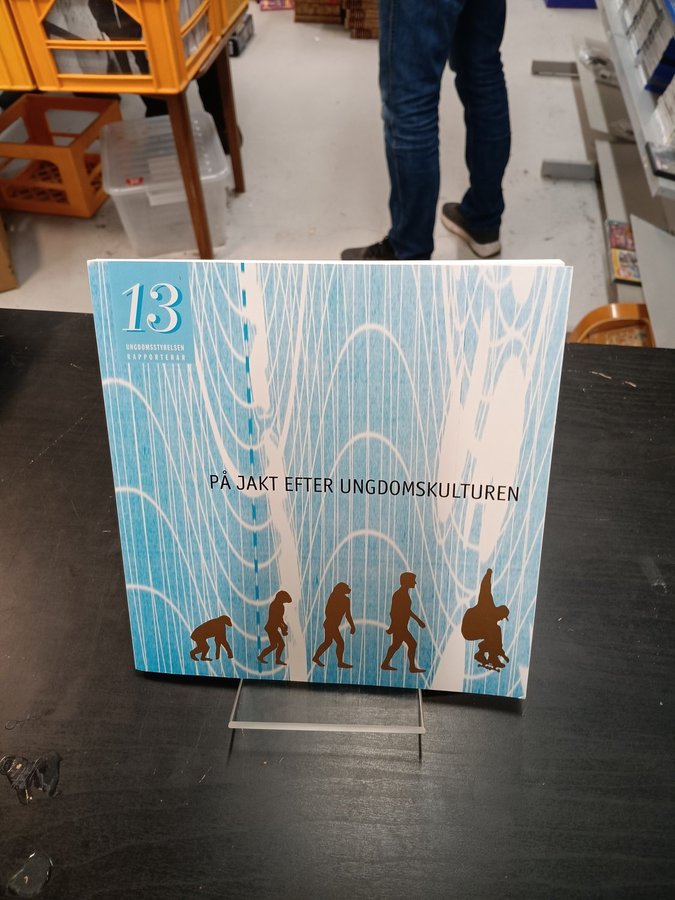 13
UNGDOMSSTYRELSEN
RAPPORTERAR
PÅ JAKT EFTER UNGDOMSKULTUREN